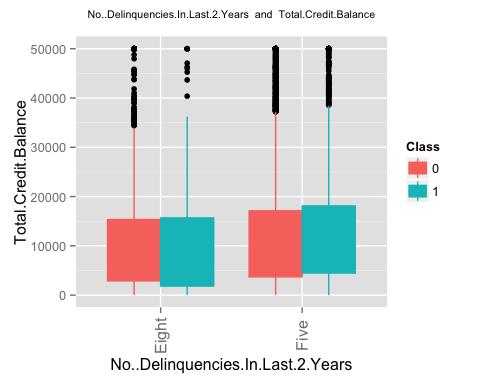 No..Delinquencies.In.Last.2.Years and Total.Credit.Balance
Total.Credit.Balance
50000
40000
30000
20000
10000
0
Eight
Five
No..Delinquencies.In.Last.2.Years
Class
0
1